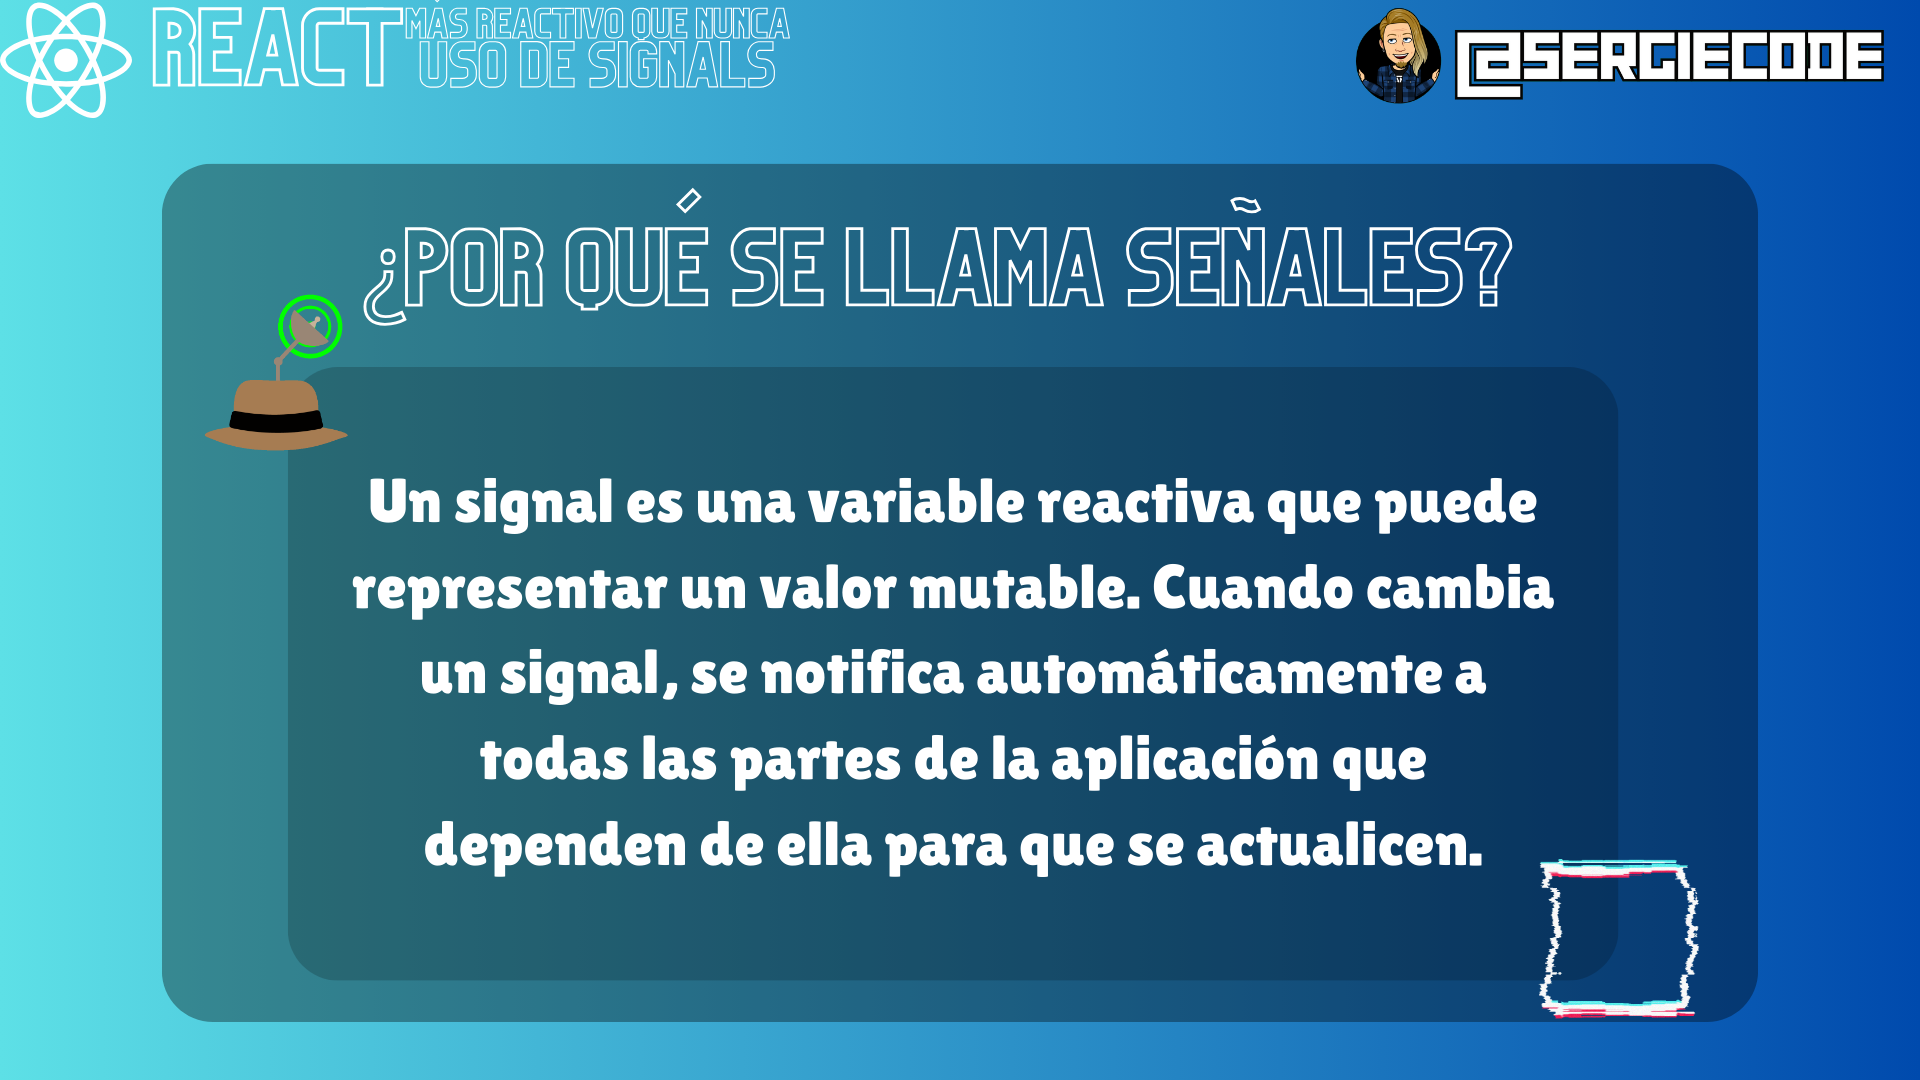 REACT
MÁS REACTIVO QUE NUNCA
USO DE SIGNALS
@SERGIECODE
¿POR QUÉ SE LLAMA SEÑALES?
Un signal es una variable reactiva que puede
representar un valor mutable. Cuando cambia
un signal, se notifica automáticamente a
todas las partes de la aplicación que
dependen de ella para que se actualicen.